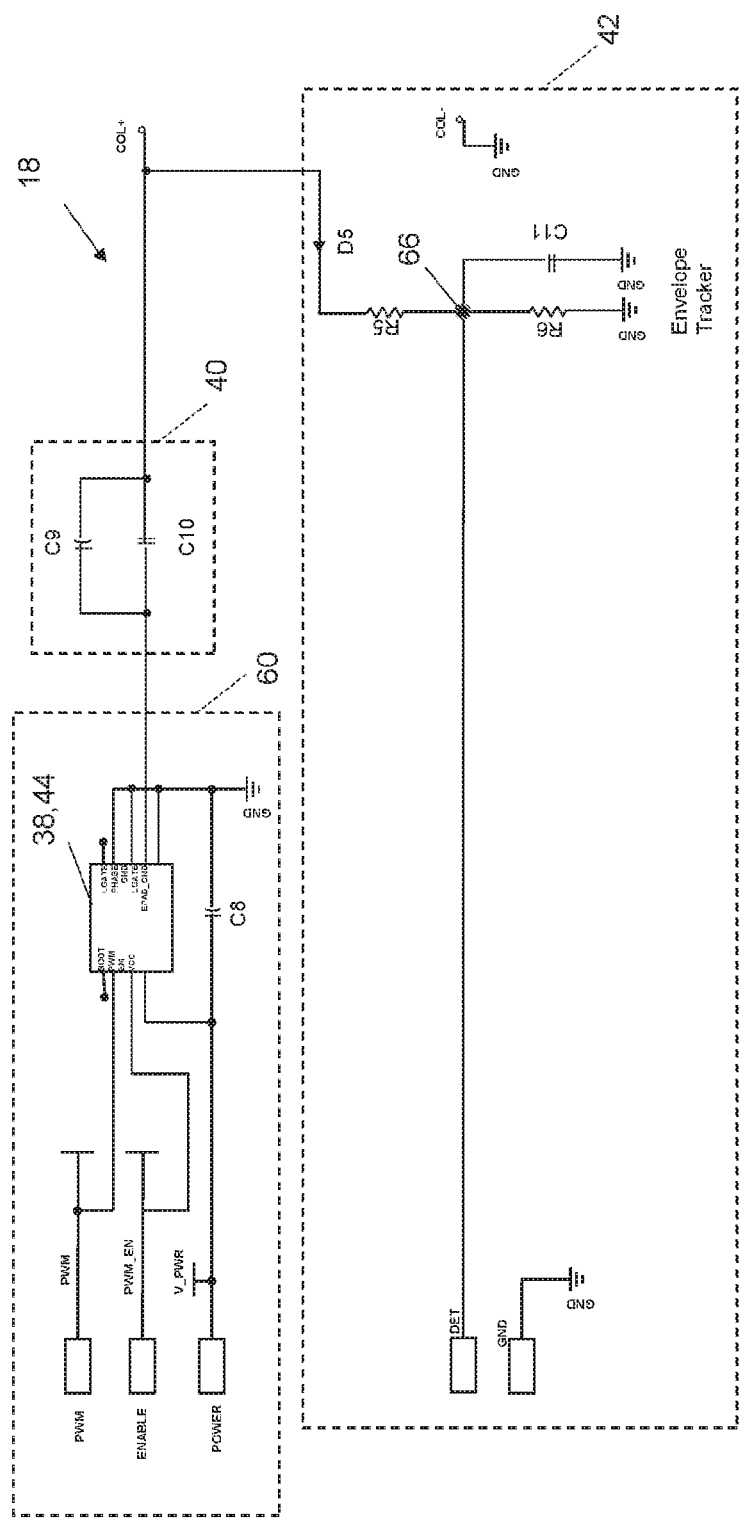 42
18
COL+
COL-
GND
D5
66
C11
R5
R6
GND
GND
Envelope
Tracker
40
C9
C10
60
38,44
GND
C8
PHASE
GND
LGATE
EPAD_GND
BOOT
PWM
EN
VCC
PWM
PWM_EN
V_PWR
PWM
ENABLE
POWER
DET
GND
GND